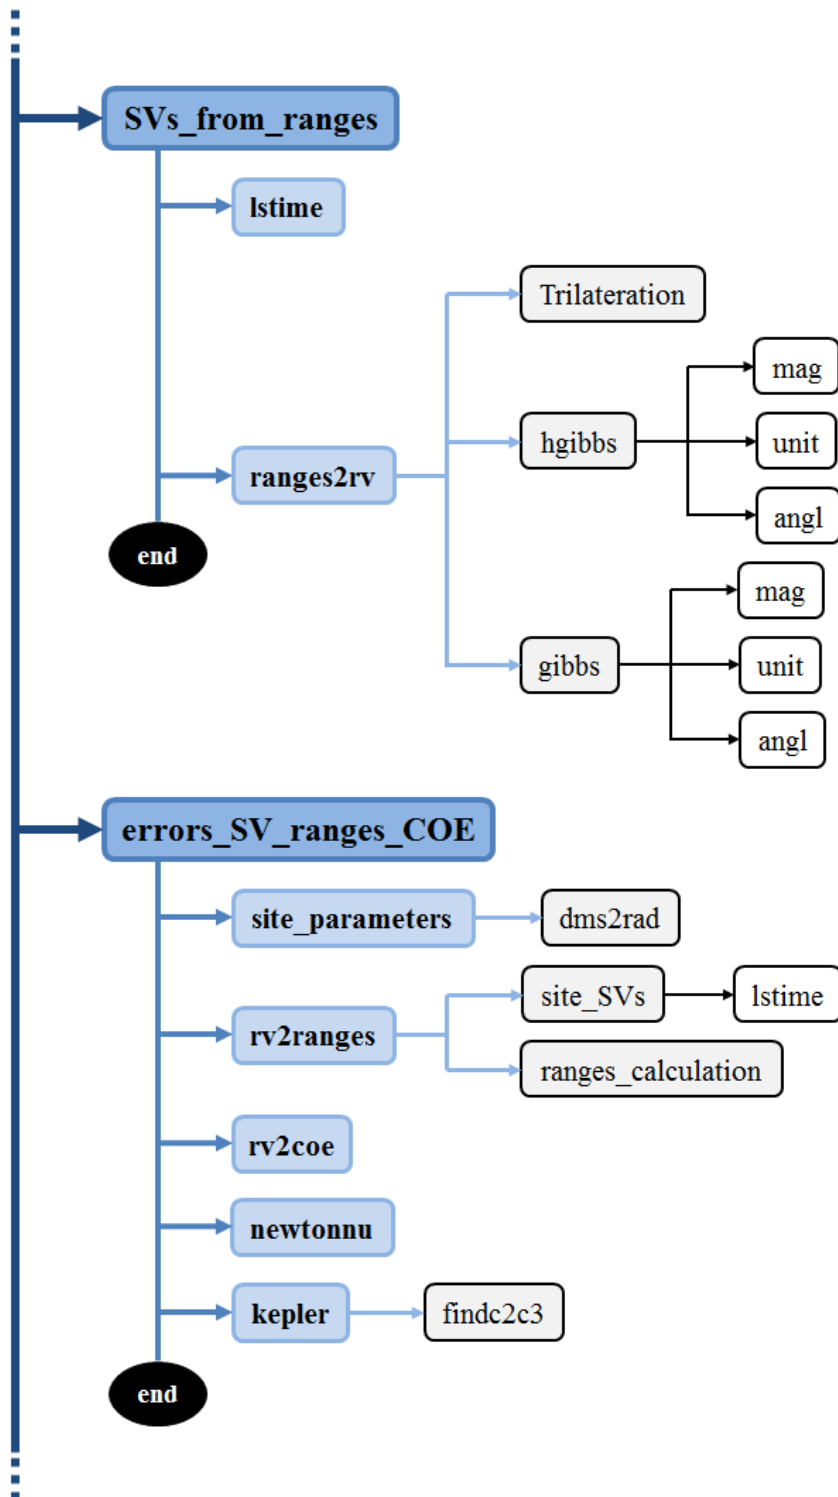 SVs_from_ranges
lstime
Trilateration
mag
hgibbs
unit
ranges2rv
angl
end
mag
gibbs
unit
angl
errors_SV_ranges_COE
site_parameters
dms2rad
site_SVs
lstime
rv2ranges
ranges_calculation
rv2coe
newtonnu
kepler
findc2c3
end